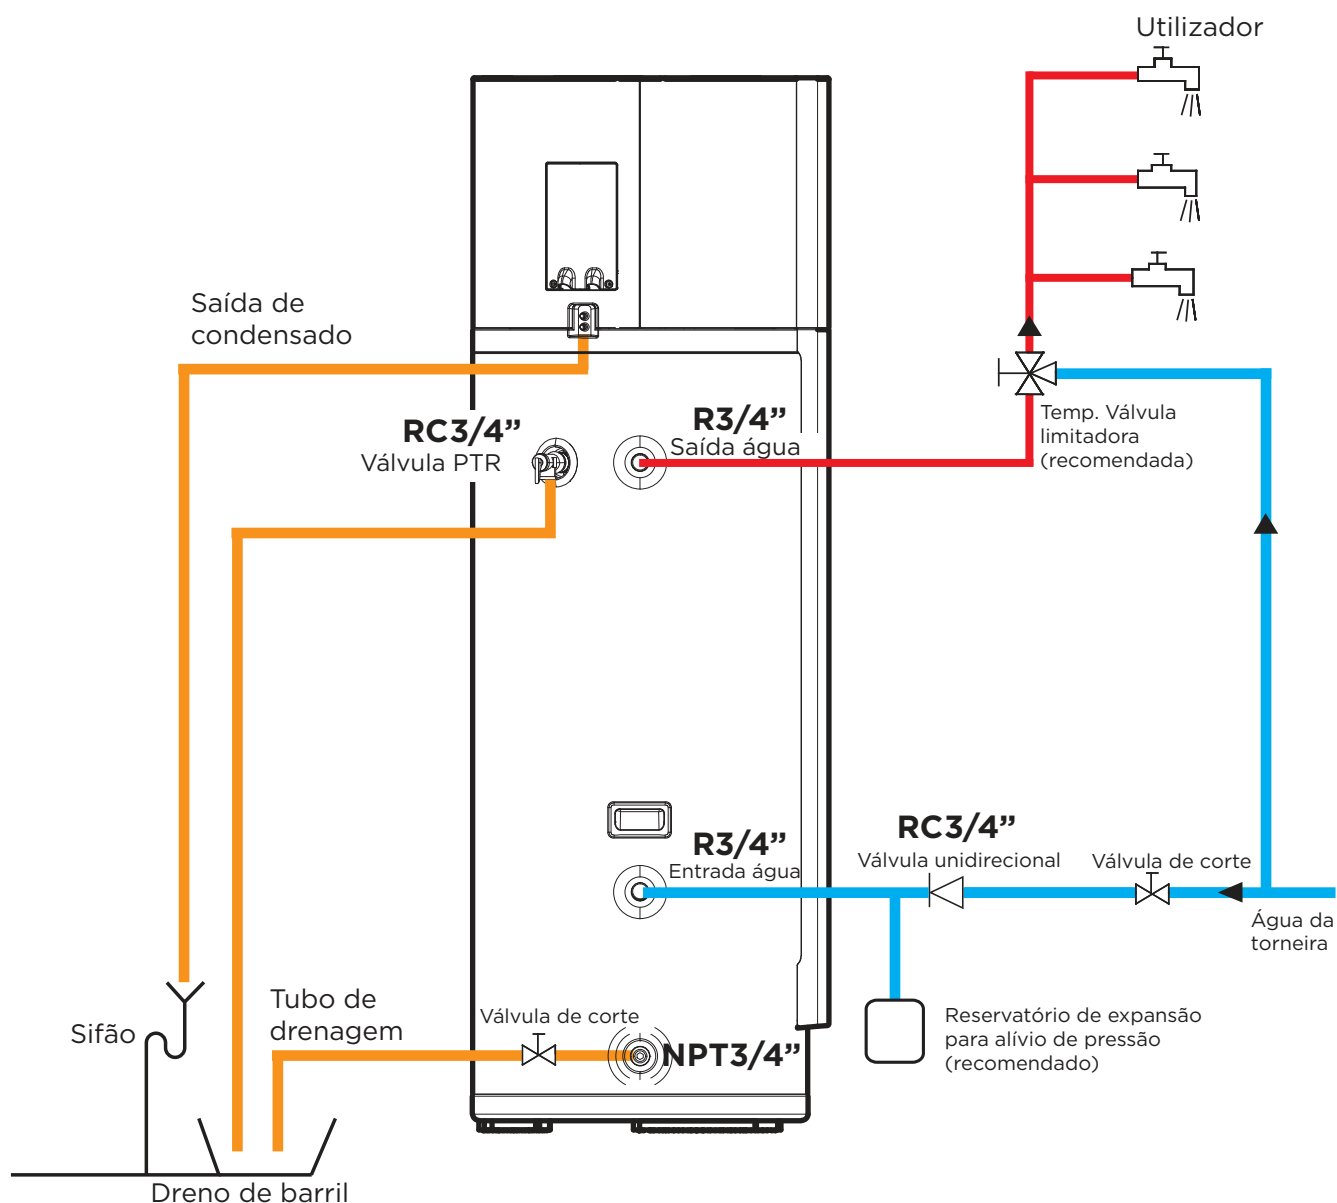 Utilizador
Saída de
condensado
RC3/4”
Válvula PTR
R3/4”
Saída água
Temp. Válvula
limitadora
(recomendada)
R3/4”
Entrada água
RC3/4”
Válvula unidirecional
Válvula de corte
Água da
torneira
Tubo de
drenagem
Válvula de corte
NPT3/4”
Sifão
Reservatório de expansão
para alívio de pressão
(recomendado)
Dreno de barril